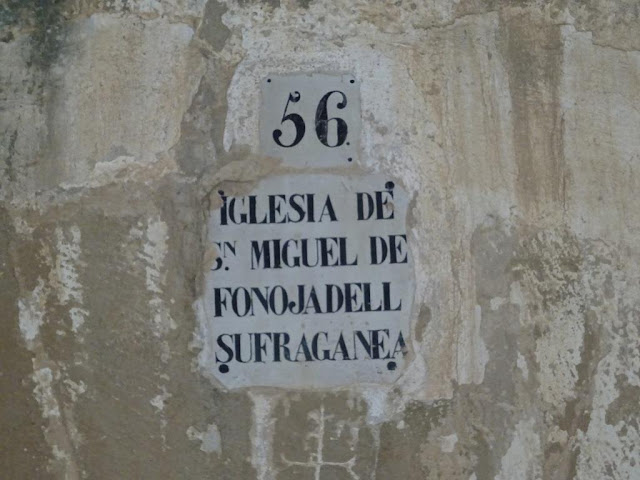 56
IGLESIA DE
Sᴺ MIGUEL DE
FONOJADELL
SUFRAGANEA